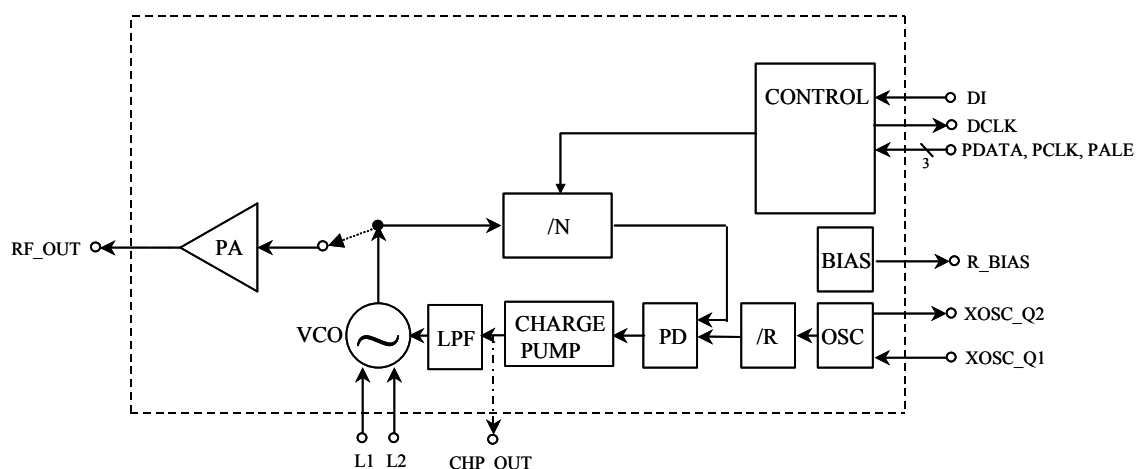 CONTROL
DI
DCLK
PDATA, PCLK, PALE
3
/N
PA
RF_OUT
BIAS
R_BIAS
XOSC_Q2
VCO
~
LPF
CHARGE
PUMP
PD
/R
OSC
XOSC_Q1
L1
L2
CHP_OUT